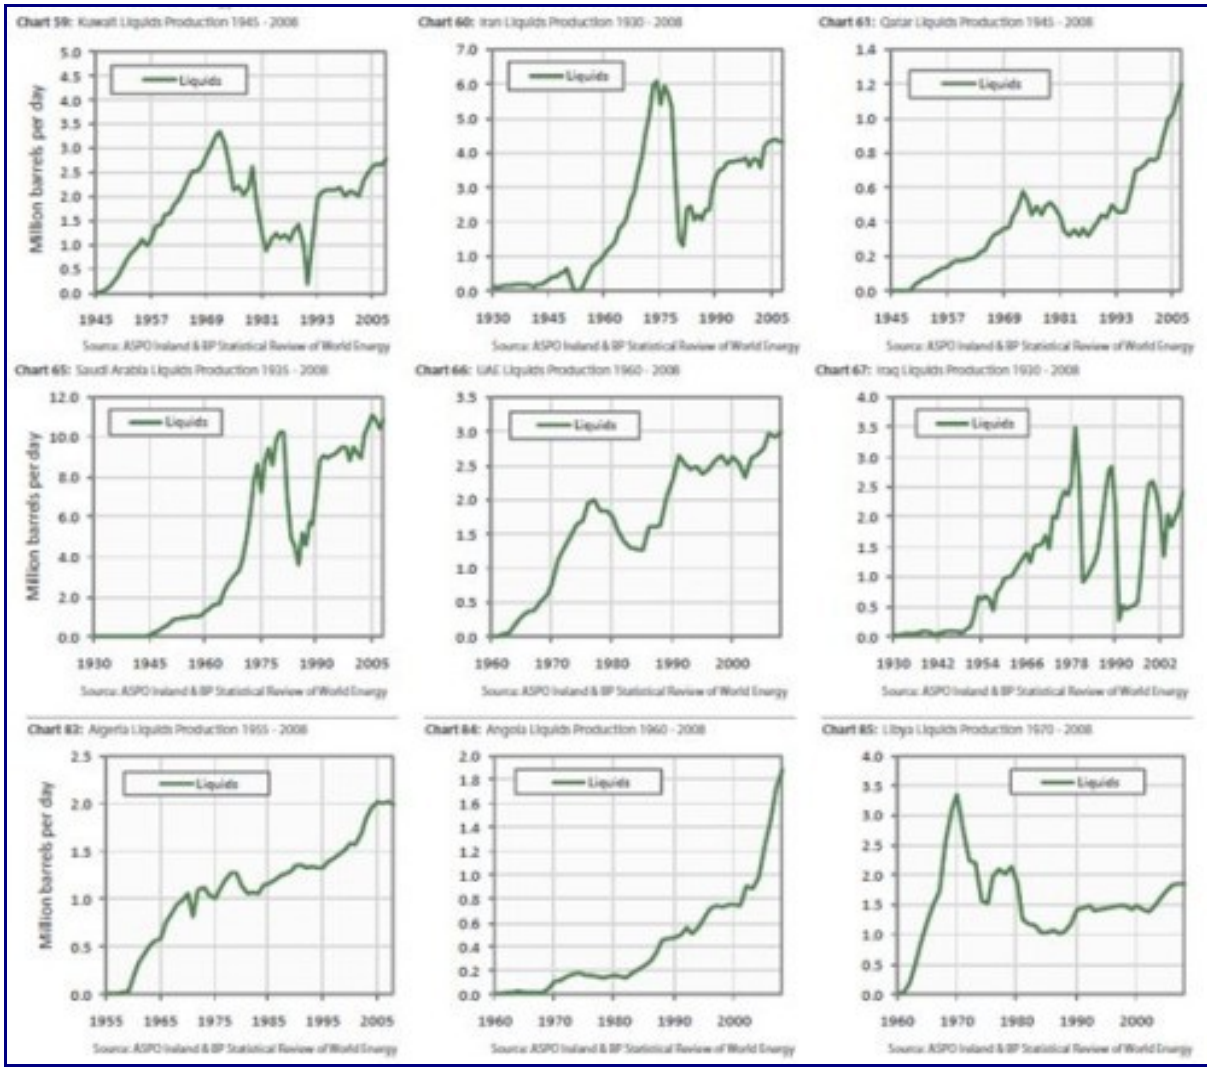 Chart 59: Kuwait Liquids Production 1945 - 2008
Million barrels per day
5.0
4.5
4.0
3.5
3.0
2.5
2.0
1.5
1.0
0.5
0.0
Liquids
1945 1957 1969 1981 1993 2005
Chart 60: Iran Liquids Production 1930 - 2008
7.0
6.0
5.0
4.0
3.0
2.0
1.0
0.0
Liquids
1930 1945 1960 1975 1990 2005
Chart 61: Qatar Liquids Production 1945 - 2008
1.4
1.2
1.0
0.8
0.6
0.4
0.2
0.0
Liquids
1945 1957 1969 1981 1993 2005
Source: ASPO Ireland & BP Statistical Review of World Energy
Source: ASPO Ireland & BP Statistical Review of World Energy
Source: ASPO Ireland & BP Statistical Review of World Energy
Chart 65: Saudi Arabia Liquids Production 1935 - 2008
Million barrels per day
12.0
10.0
8.0
6.0
4.0
2.0
0.0
Liquids
1930 1945 1960 1975 1990 2005
Chart 66: UAE Liquids Production 1960 - 2008
3.5
3.0
2.5
2.0
1.5
1.0
0.5
0.0
Liquids
1960 1970 1980 1990 2000
Chart 67: Iraq Liquids Production 1930 - 2008
4.0
3.5
3.0
2.5
2.0
1.5
1.0
0.5
0.0
Liquids
1930 1942 1954 1966 1978 1990 2002
Source: ASPO Ireland & BP Statistical Review of World Energy
Source: ASPO Ireland & BP Statistical Review of World Energy
Source: ASPO Ireland & BP Statistical Review of World Energy
Chart 83: Algeria Liquids Production 1955 - 2008
Million barrels per day
2.5
2.0
1.5
1.0
0.5
0.0
Liquids
1955 1965 1975 1985 1995 2005
Chart 84: Angola Liquids Production 1960 - 2008
2.0
1.8
1.6
1.4
1.2
1.0
0.8
0.6
0.4
0.2
0.0
Liquids
1960 1970 1980 1990 2000
Chart 85: Libya Liquids Production 1970 - 2008
4.0
3.5
3.0
2.5
2.0
1.5
1.0
0.5
0.0
Liquids
1960 1970 1980 1990 2000
Source: ASPO Ireland & BP Statistical Review of World Energy
Source: ASPO Ireland & BP Statistical Review of World Energy
Source: ASPO Ireland & BP Statistical Review of World Energy